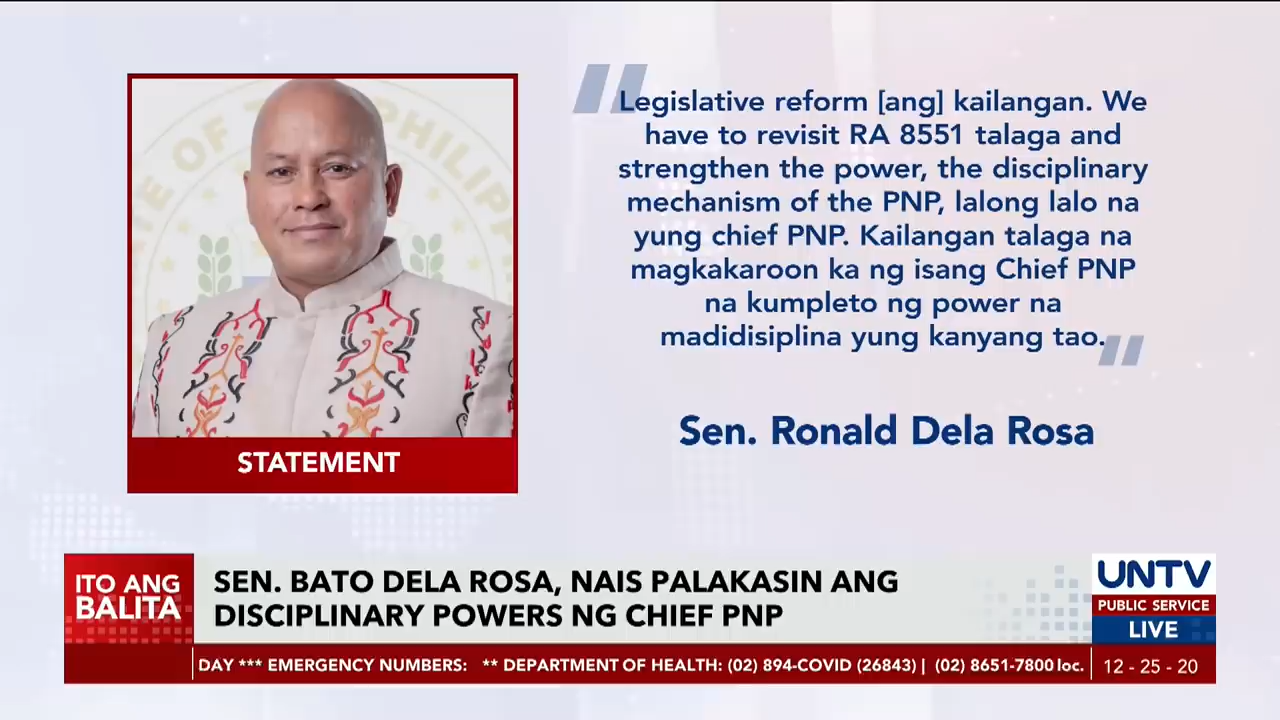 Legislative reform [ang] kailangan. We
have to revisit RA 8551 talaga and
strengthen the power, the disciplinary
mechanism of the PNP, lalong lalo na
yung chief PNP. Kailangan talaga na
magkakaroon ka ng isang Chief PNP
na kumpleto ng power na
madidisiplina yung kanyang tao.
Sen. Ronald Dela Rosa
STATEMENT
ITO ANG
BALITA
SEN. BATO DELA ROSA, NAIS PALAKASIN ANG
DISCIPLINARY POWERS NG CHIEF PNP
UNTV
PUBLIC SERVICE
LIVE
DAY *** EMERGENCY NUMBERS: ** DEPARTMENT OF HEALTH: (02) 894-COVID (26843) | (02) 8651-7800 loc.
12 - 25 - 20